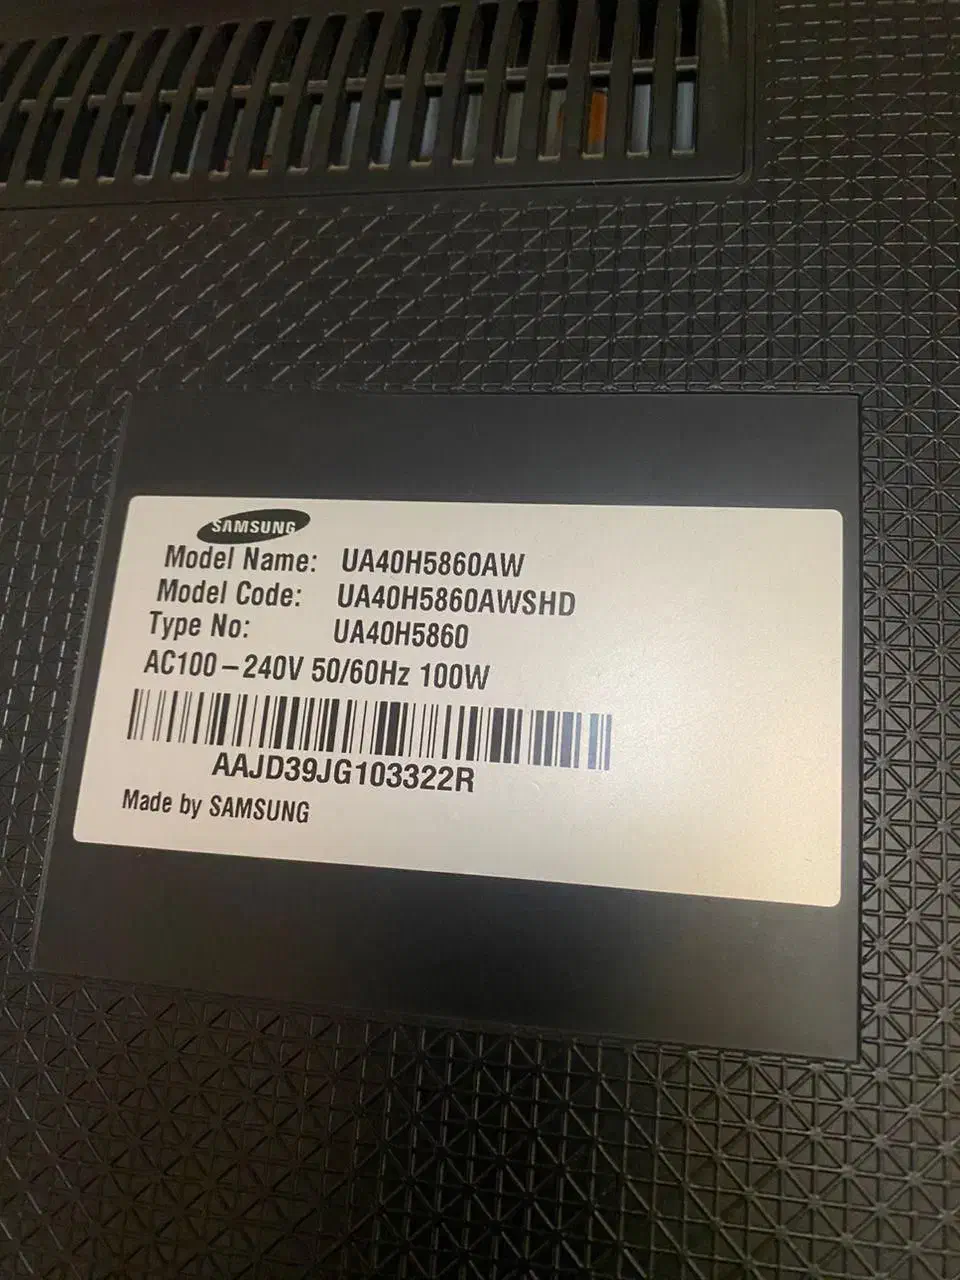 SAMSUNG
Model Name: UA40H5860AW
Model Code: UA40H5860AWSHD
Type No: UA40H5860
AC100-240V 50/60Hz 100W
AAJD39JG103322R
Made by SAMSUNG